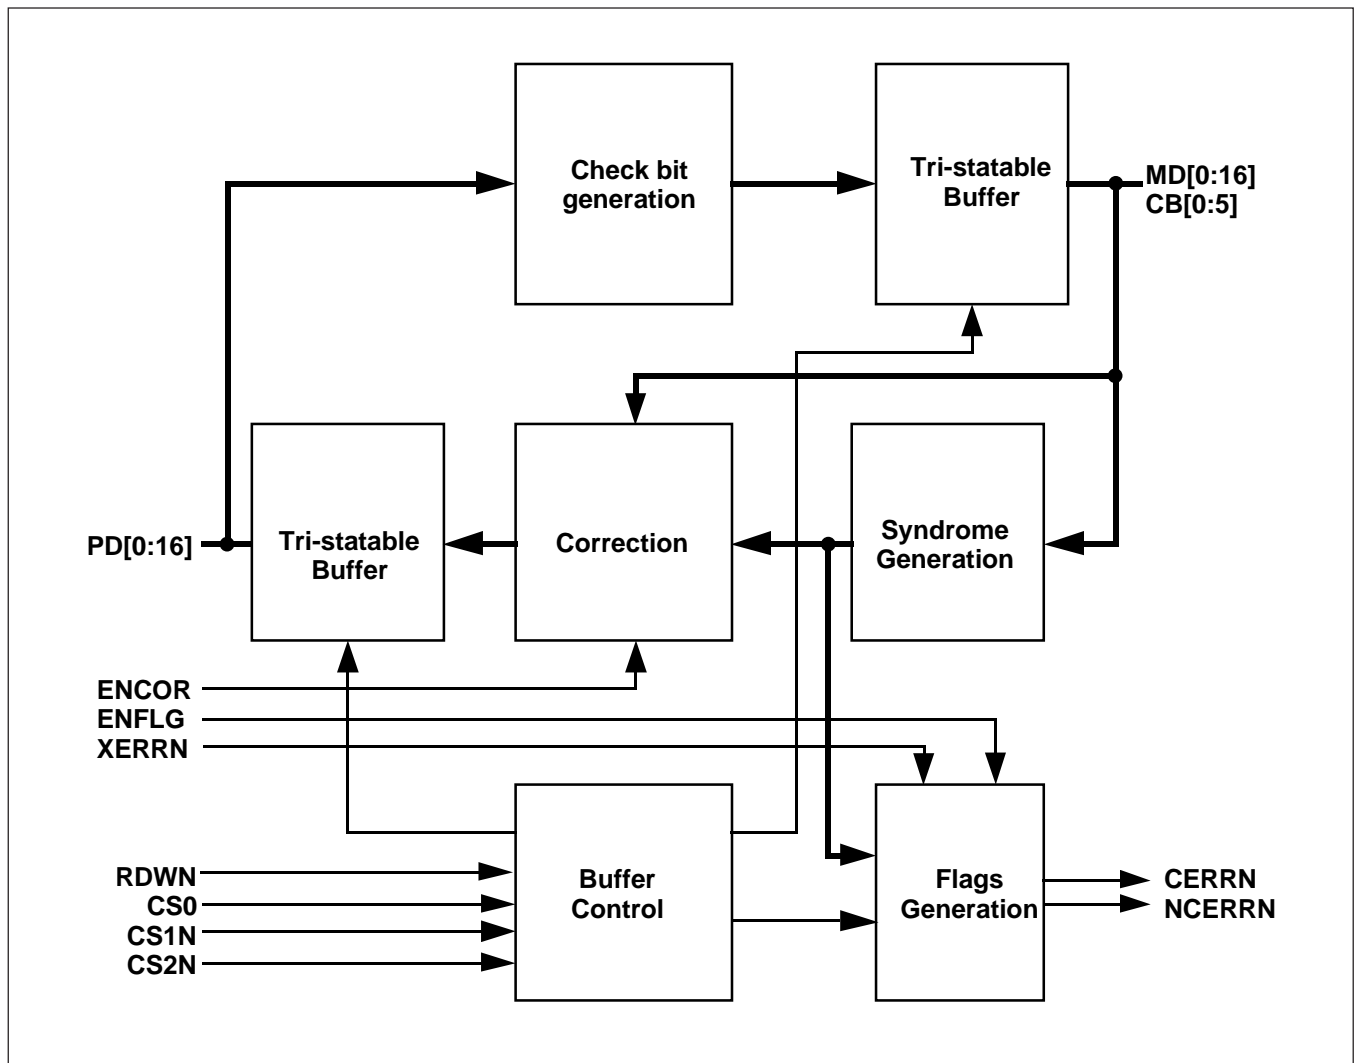 Check bit
generation
Tri-statable
Buffer
MD[0:16]
CB[0:5]
PD[0:16]
Tri-statable
Buffer
Correction
Syndrome
Generation
ENCOR
ENFLG
XERRN
RDWN
CS0
CS1N
CS2N
Buffer
Control
Flags
Generation
CERRN
NCERRN